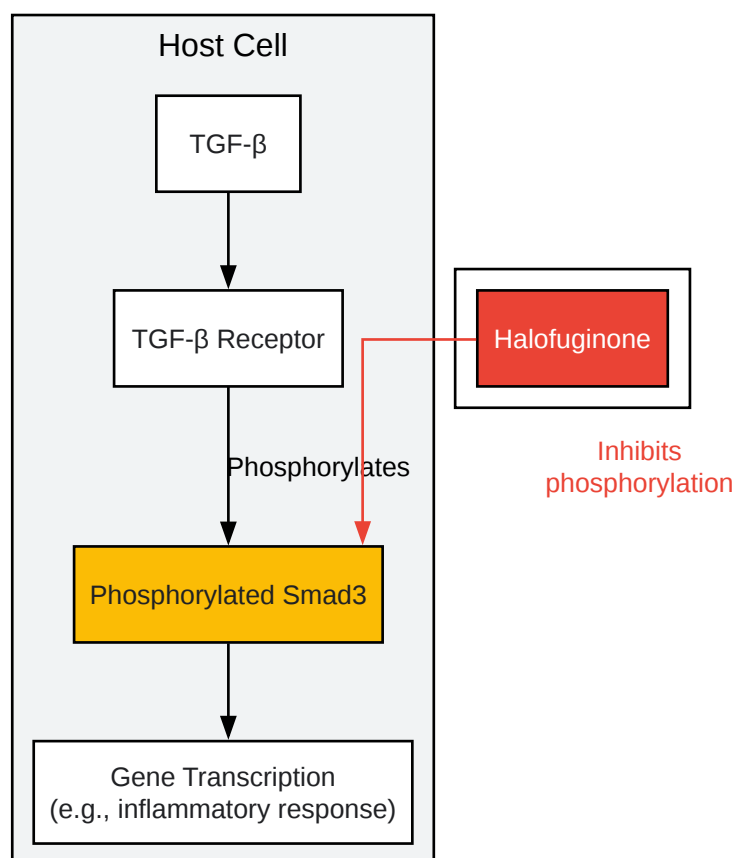 Host Cell
TGF-β
TGF-β Receptor
Halofuginone
Phosphorylates
Inhibits
phosphorylation
Phosphorylated Smad3
Gene Transcription
(e.g., inflammatory response)